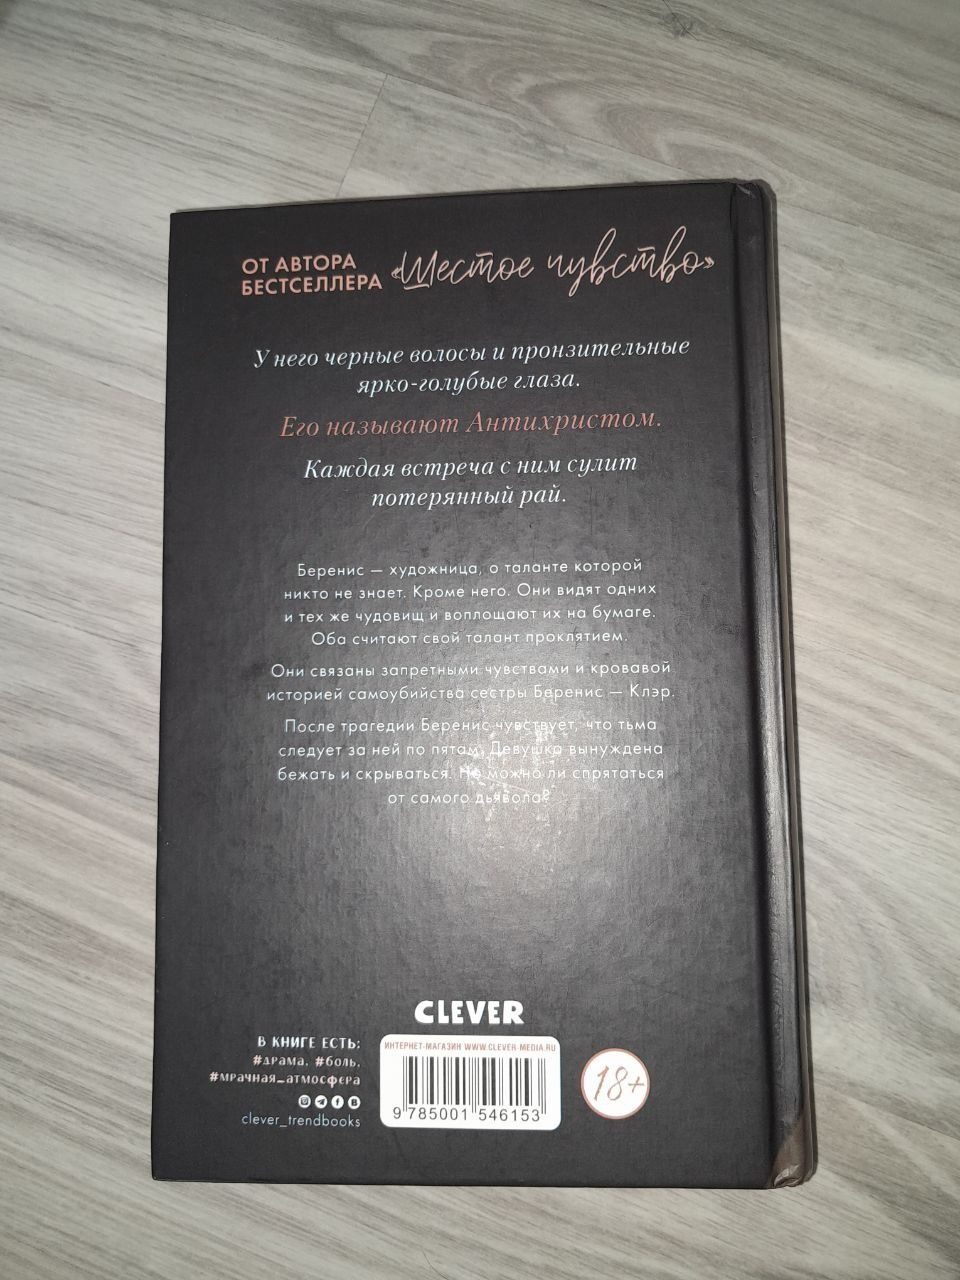 ОТ АВТОРА
БЕСТСЕЛЛЕРА «Шестое чувство»
У него черные волосы и пронзительные
ярко-голубые глаза.
Его называют Антихристом.
Каждая встреча с ним сулит
потерянный рай.
Беренис — художница, о таланте которой
никто не знает. Кроме него. Они видят одних
и тех же чудовищ и воплощают их на бумаге.
Оба считают свой талант проклятием.
Они связаны запретными чувствами и кровавой
историей самоубийства сестры Беренис — Клэр.
После трагедии Беренис чувствует, что тьма
следует за ней по пятам. Девушка вынуждена
бежать и скрываться. Но можно ли спрятаться
от самого дьявола?
CLEVER
В КНИГЕ ЕСТЬ:
#драма, #боль,
#мрачная_атмосфера
clever_trendbooks
ИНТЕРНЕТ-МАГАЗИН WWW.CLEVER-MEDIA.RU
9 785001 546153
18+